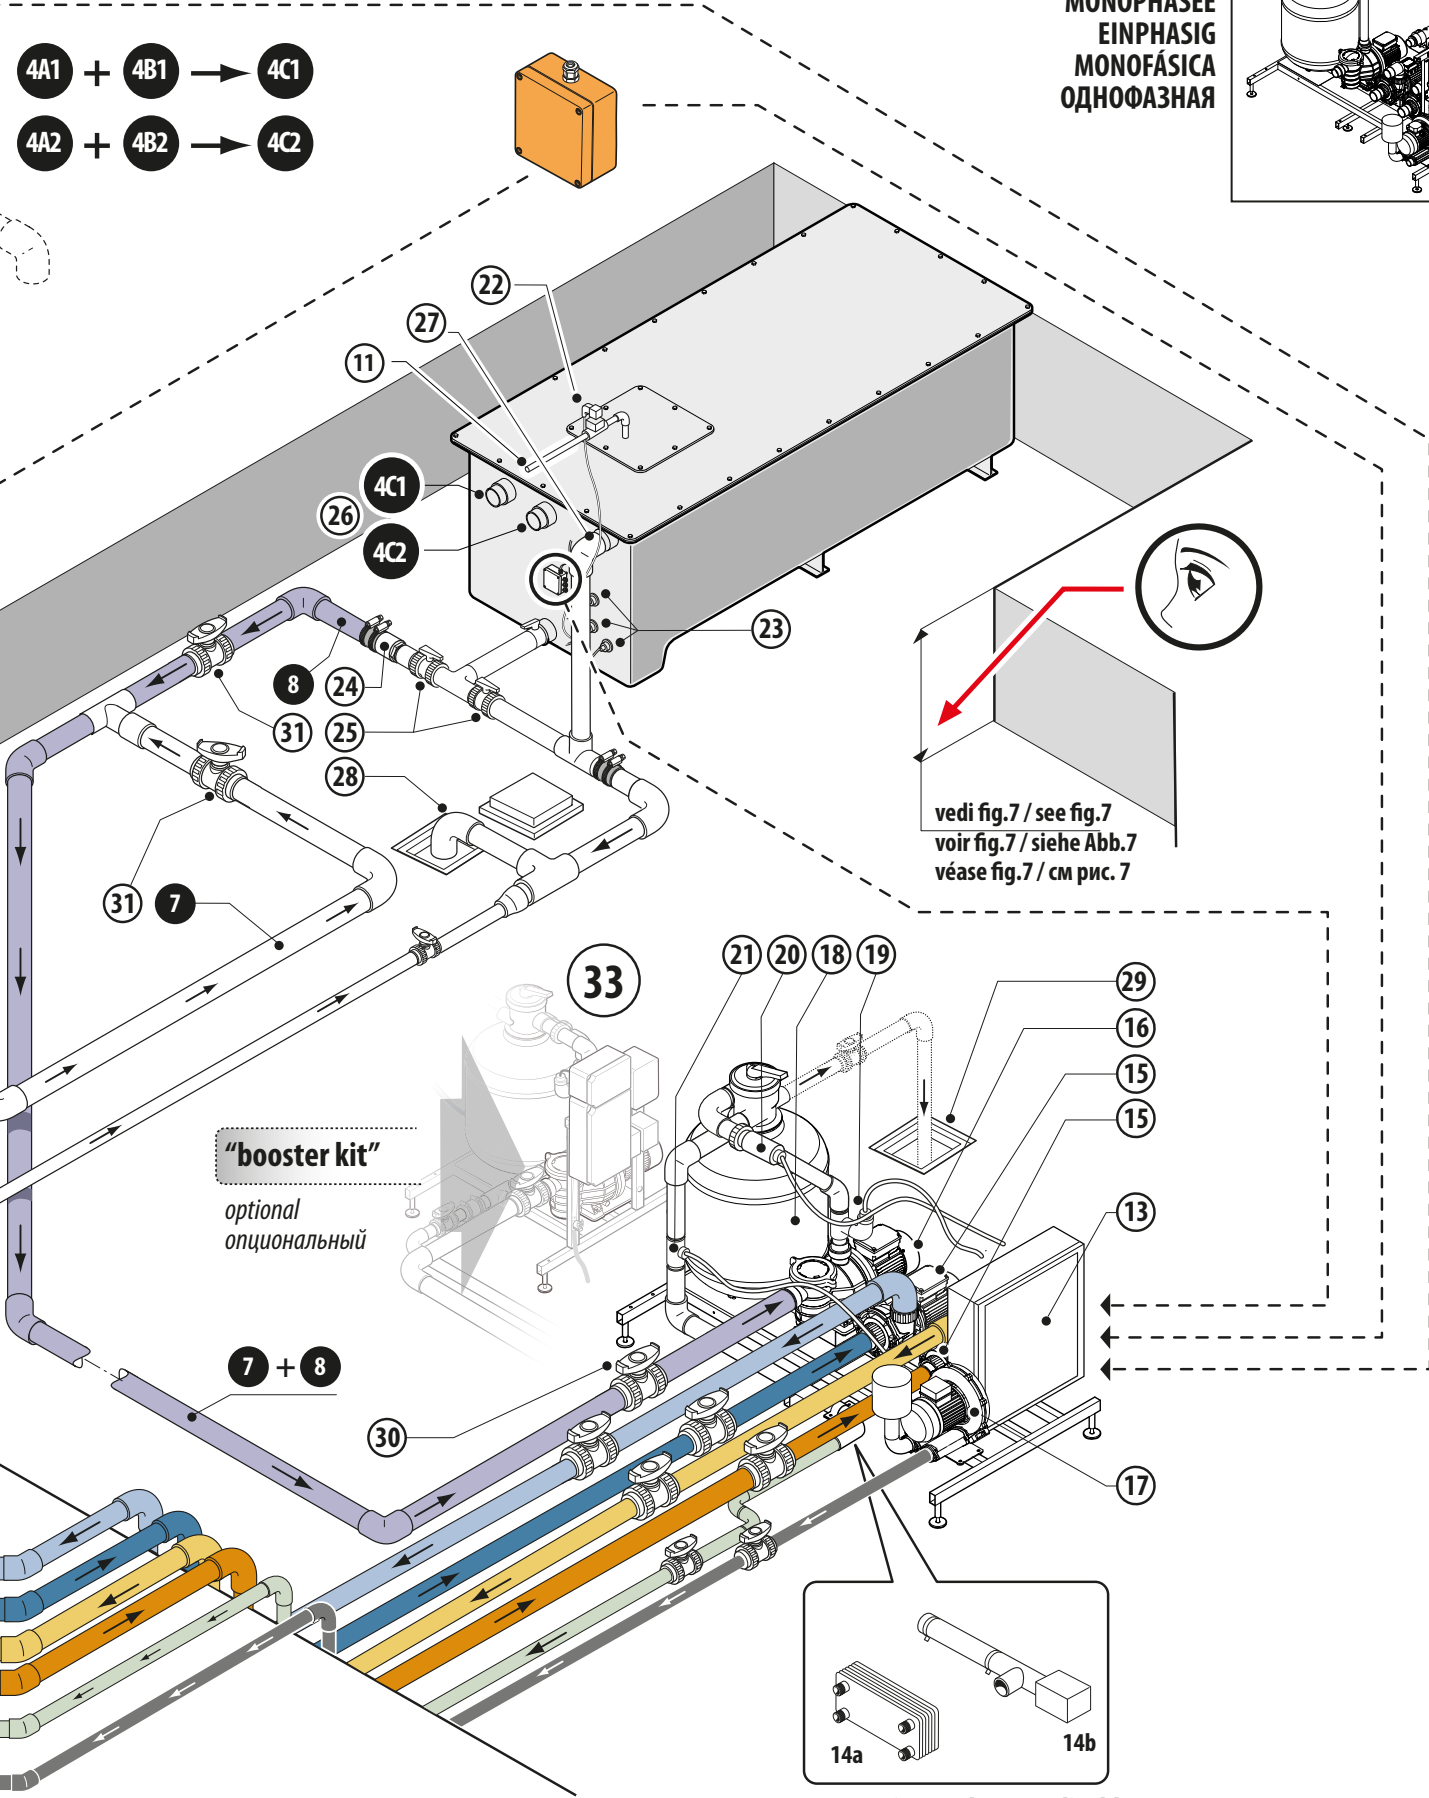 MONOPHASÉE
EINPHASIG
MONOFÁSICA
ОДНОФАЗНАЯ
4A1 + 4B1 → 4C1
4A2 + 4B2 → 4C2
22
27
11
4C1
26
4C2
23
8
24
31
25
28
vedi fig.7 / see fig.7
voir fig.7 / siehe Abb.7
véase fig.7 / см рис. 7
31
7
33
21
20
18
19
29
16
15
15
"booster kit"
optional
опциональный
13
7 + 8
30
17
14a
14b